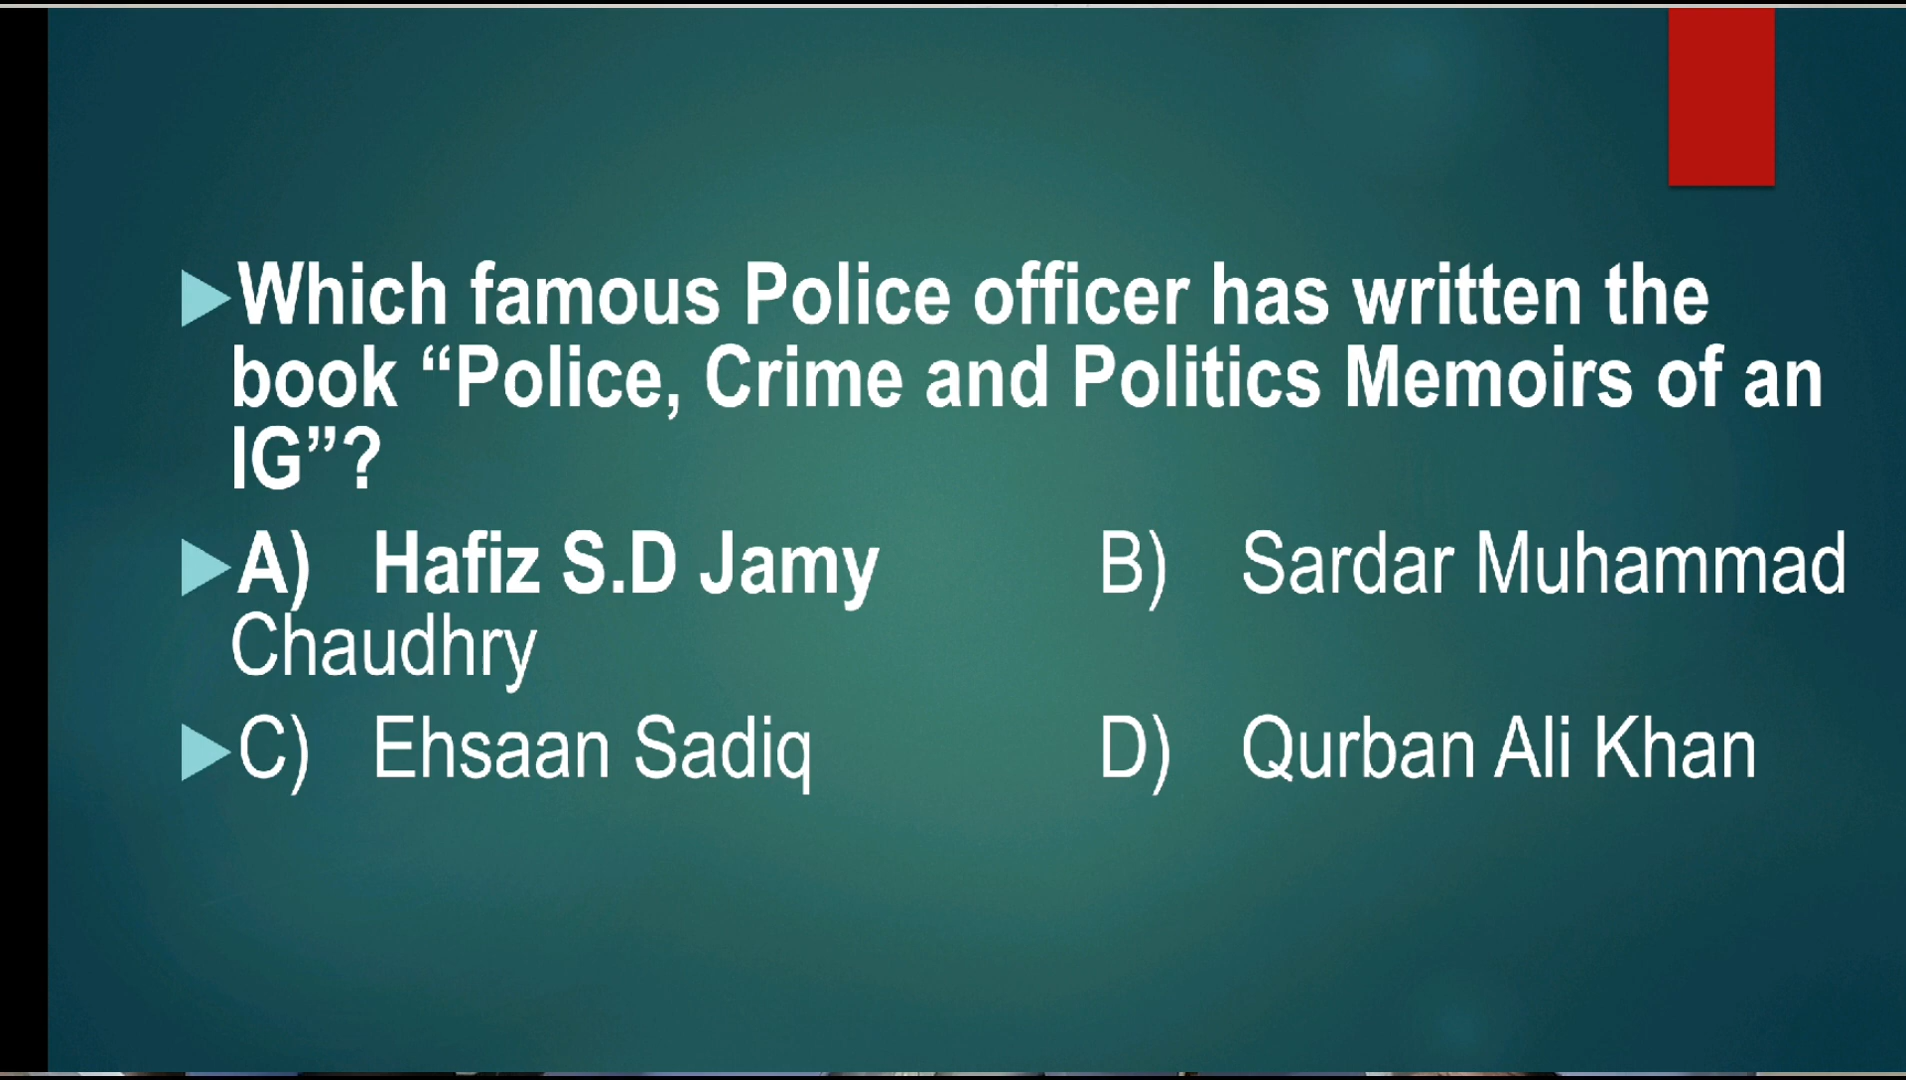 Which famous Police officer has written the
book “Police, Crime and Politics Memoirs of an
IG”?
A) Hafiz S.D Jamy B) Sardar Muhammad
Chaudhry
C) Ehsaan Sadiq D) Qurban Ali Khan